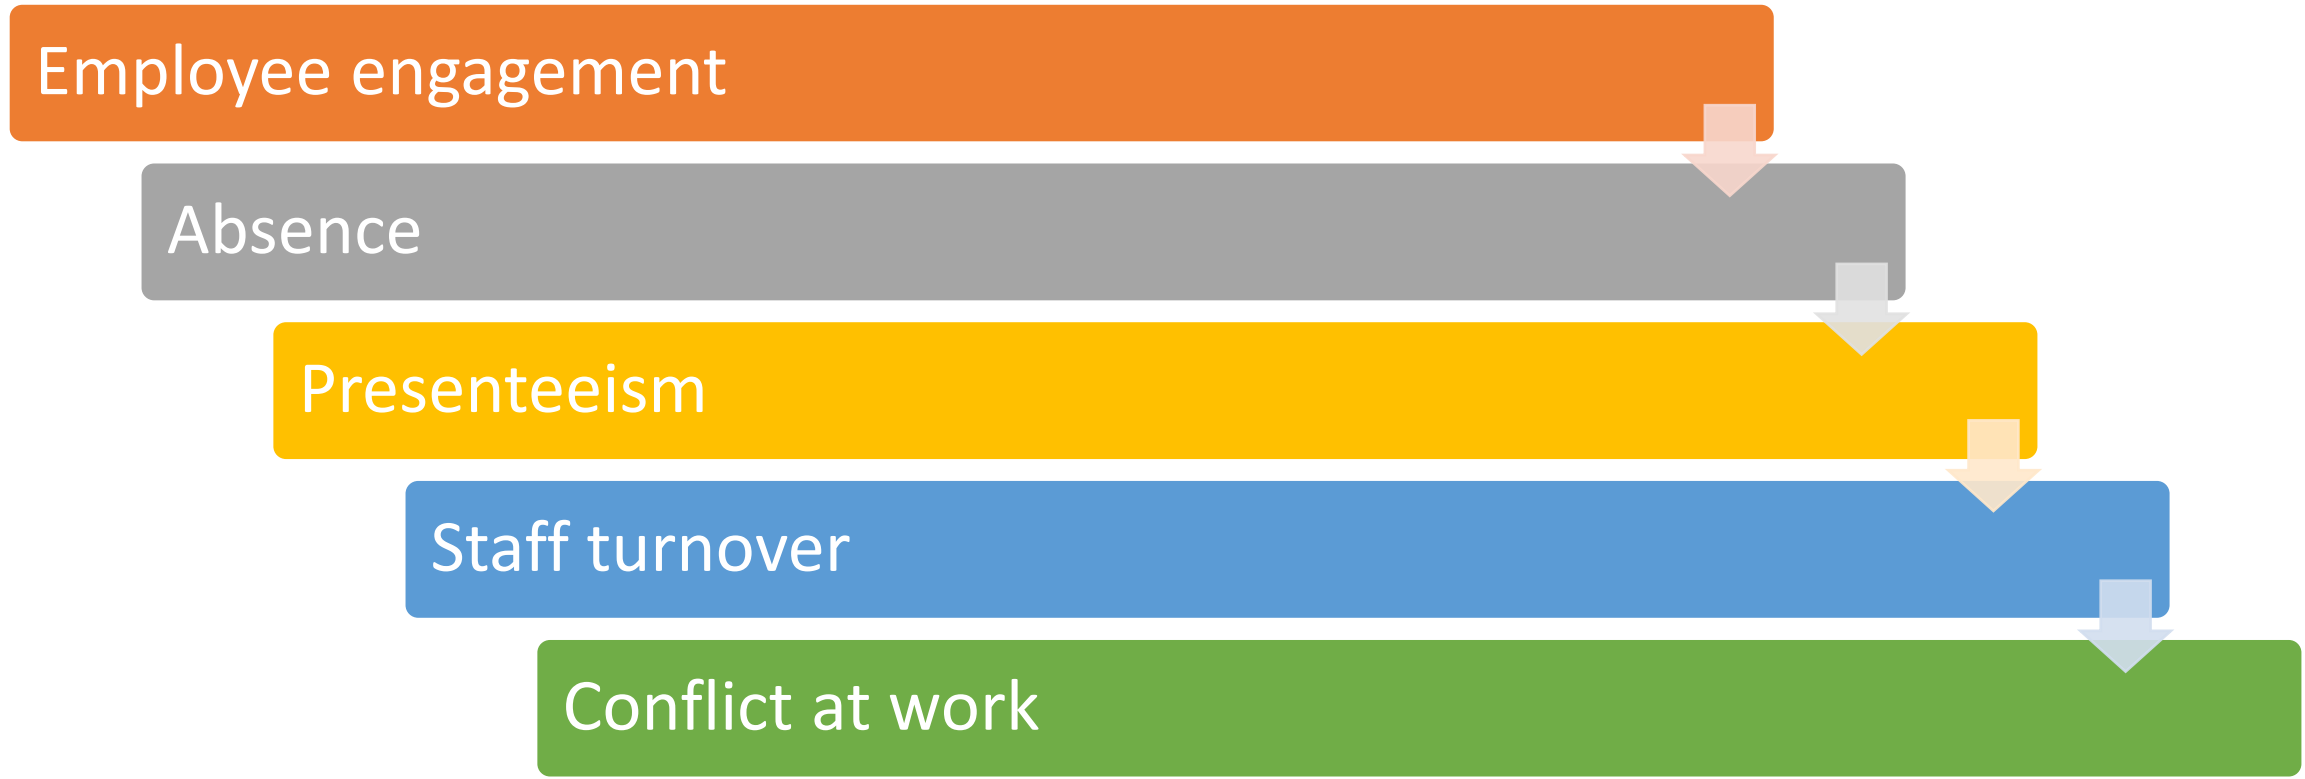 Employee engagement
Absence
Presenteeism
Staff turnover
Conflict at work